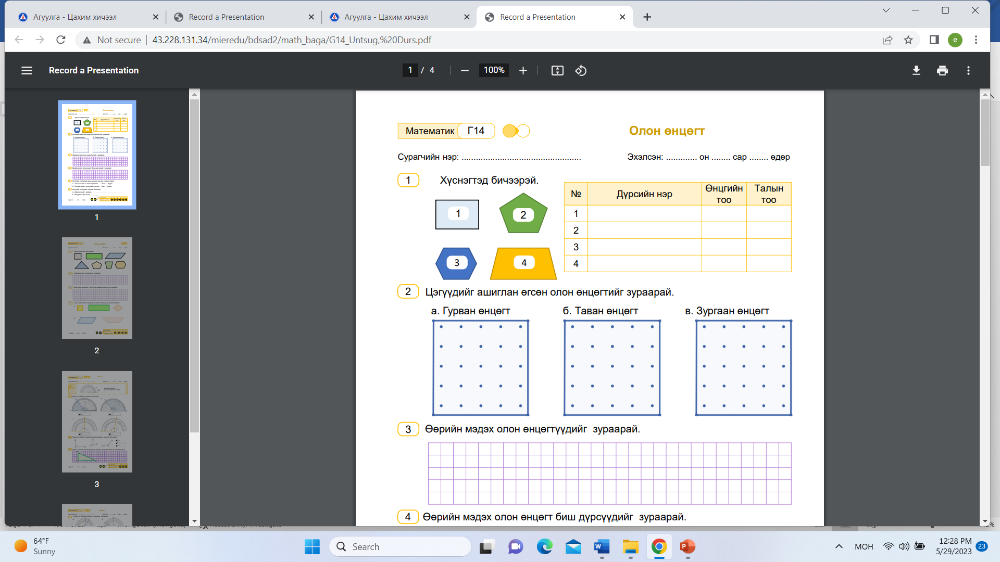 Агуулга - Цахим хичээл
Record a Presentation
Агуулга - Цахим хичээл
Record a Presentation
Not secure
43.228.131.34/mieredu/bdsad2/math_baga/G14_Untsug,%20Durs.pdf
e
Record a Presentation
1 / 4
100%
1
2
3
Математик Г14
Олон өнцөгт
Сурагчийн нэр: ..................................................
Эхэлсэн: ............. он ........ сар ........ өдөр
1 Хүснэгтэд бичээрэй.
1
2
3
4
№ Дүрсийн нэр Өнцгийн тоо Талын тоо
1
2
3
4
2 Цэгүүдийг ашиглан өгсөн олон өнцөгтийг зураарай.
а. Гурван өнцөгт б. Таван өнцөгт в. Зургаан өнцөгт
3 Өөрийн мэдэх олон өнцөгтүүдийг зураарай.
4 Өөрийн мэдэх олон өнцөгт биш дүрсүүдийг зураарай.
64°F
Sunny
Search
МОН
12:28 PM
5/29/2023
23